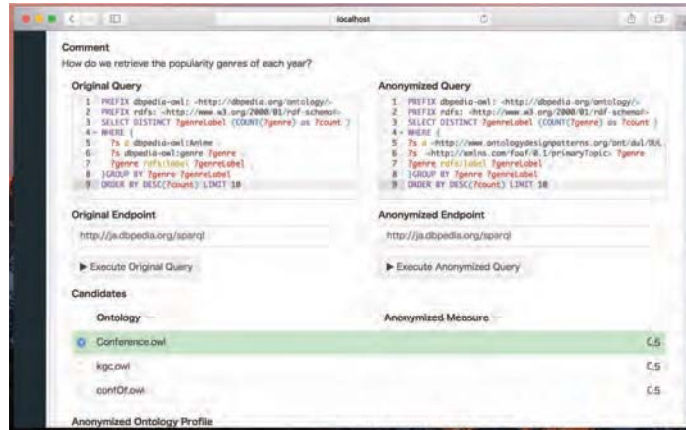 localhost
Comment
How do we retrieve the popularity genres of each year?
Original Query
1 PREFIX dbpedia-owl: <http://dbpedia.org/ontology/>
2 PREFIX rdfs: <http://www.w3.org/2000/01/rdf-schema#>
3 SELECT DISTINCT ?genreLabel (COUNT(?genre) as ?count )
4 WHERE {
5 ?s a dbpedia-owl:Anime .
6 ?s dbpedia-owl:genre ?genre .
7 ?genre rdfs:label ?genreLabel .
8 }GROUP BY ?genre ?genreLabel
9 ORDER BY DESC(?count) LIMIT 10
Anonymized Query
1 PREFIX dbpedia-owl: <http://dbpedia.org/ontology/>
2 PREFIX rdfs: <http://www.w3.org/2000/01/rdf-schema#>
3 SELECT DISTINCT ?genreLabel (COUNT(?genre) as ?count )
4 WHERE {
5 ?s a <http://www.ontologydesignpatterns.org/ont/dul/DUL.
6 ?s <http://xmlns.com/foaf/0.1/primaryTopic> ?genre
7 ?genre rdfs:label ?genreLabel .
8 }GROUP BY ?genre ?genreLabel
9 ORDER BY DESC(?count) LIMIT 10
Original Endpoint
http://ja.dbpedia.org/sparql
▶ Execute Original Query
Anonymized Endpoint
http://ja.dbpedia.org/sparql
▶ Execute Anonymized Query
Candidates
Ontology Anonymized Measure
Conference.owl 0.5
kgc.owl 0.5
confOf.owl 0.5
Anonymized Ontology Profile